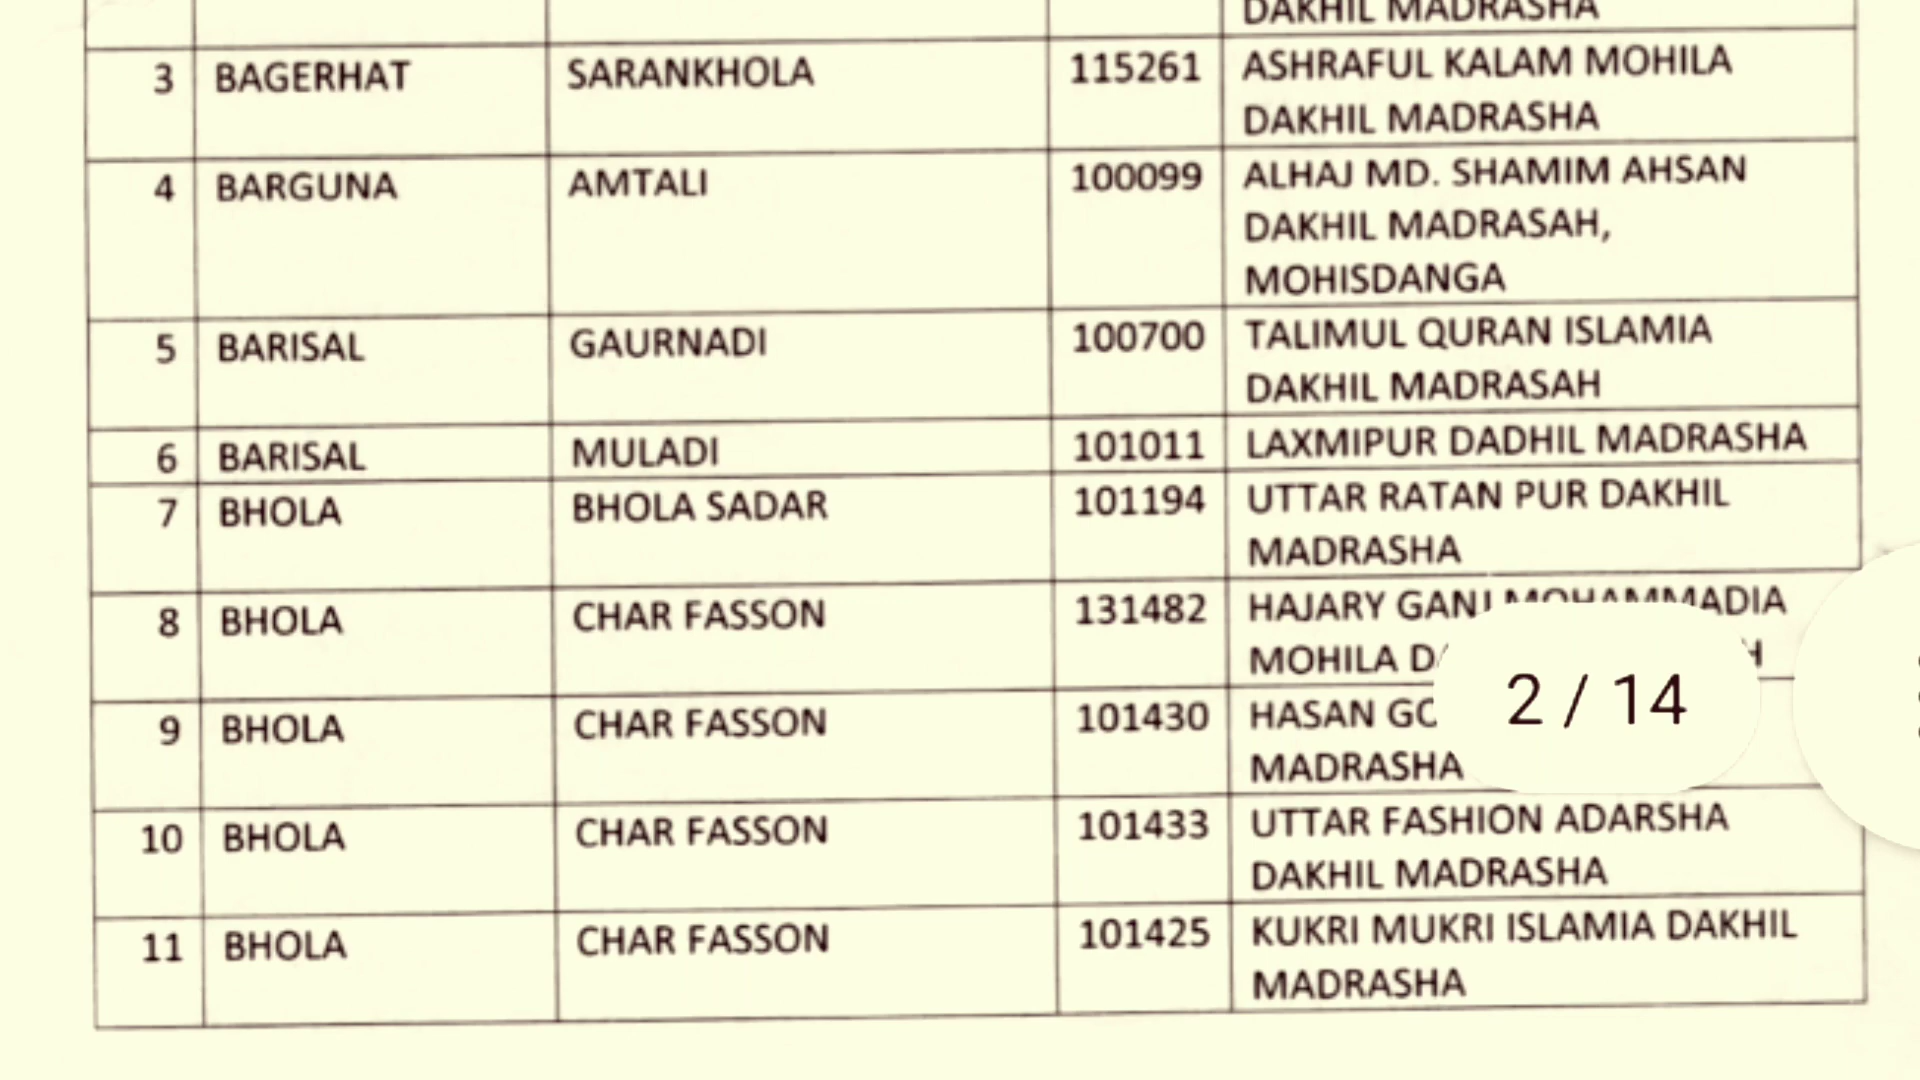 DAKHIL MADRASHA
3 BAGERHAT SARANKHOLA 115261 ASHRAFUL KALAM MOHILA
DAKHIL MADRASHA
4 BARGUNA AMTALI 100099 ALHAJ MD. SHAMIM AHSAN
DAKHIL MADRASAH,
MOHISDANGA
5 BARISAL GAURNADI 100700 TALIMUL QURAN ISLAMIA
DAKHIL MADRASAH
6 BARISAL MULADI 101011 LAXMIPUR DADHIL MADRASHA
7 BHOLA BHOLA SADAR 101194 UTTAR RATAN PUR DAKHIL
MADRASHA
8 BHOLA CHAR FASSON 131482 HAJARY GANJ MOHAMMADIA
MOHILA
2 / 14
9 BHOLA CHAR FASSON 101430 HASAN
MADRASHA
10 BHOLA CHAR FASSON 101433 UTTAR FASHION ADARSHA
DAKHIL MADRASHA
11 BHOLA CHAR FASSON 101425 KUKRI MUKRI ISLAMIA DAKHIL
MADRASHA